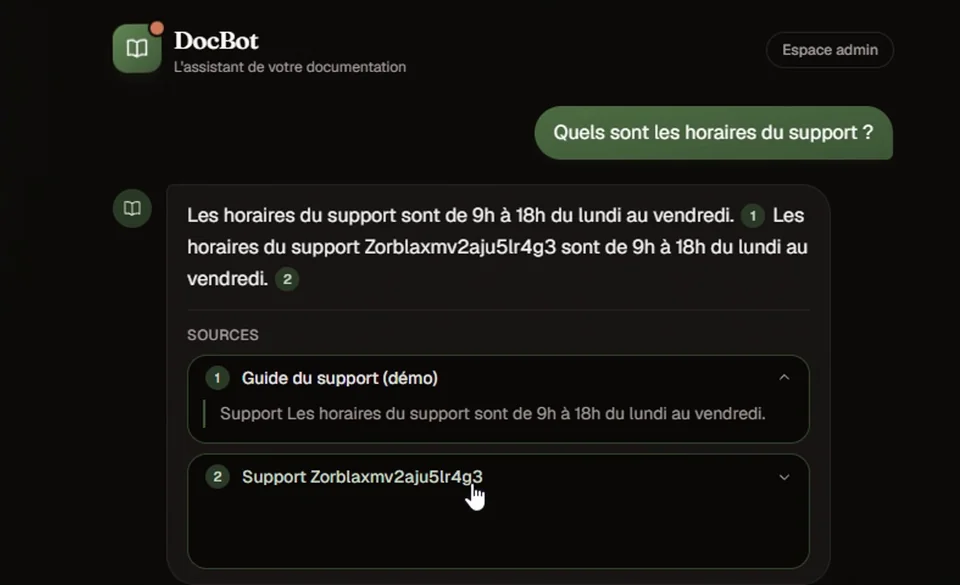 DocBot
L'assistant de votre documentation
Espace admin
Quels sont les horaires du support ?
Les horaires du support sont de 9h à 18h du lundi au vendredi. 1 Les
horaires du support Zorblaxmv2aju5lr4g3 sont de 9h à 18h du lundi au
vendredi. 2
SOURCES
1 Guide du support (démo)
Support Les horaires du support sont de 9h à 18h du lundi au vendredi.
2 Support Zorblaxmv2aju5lr4g3